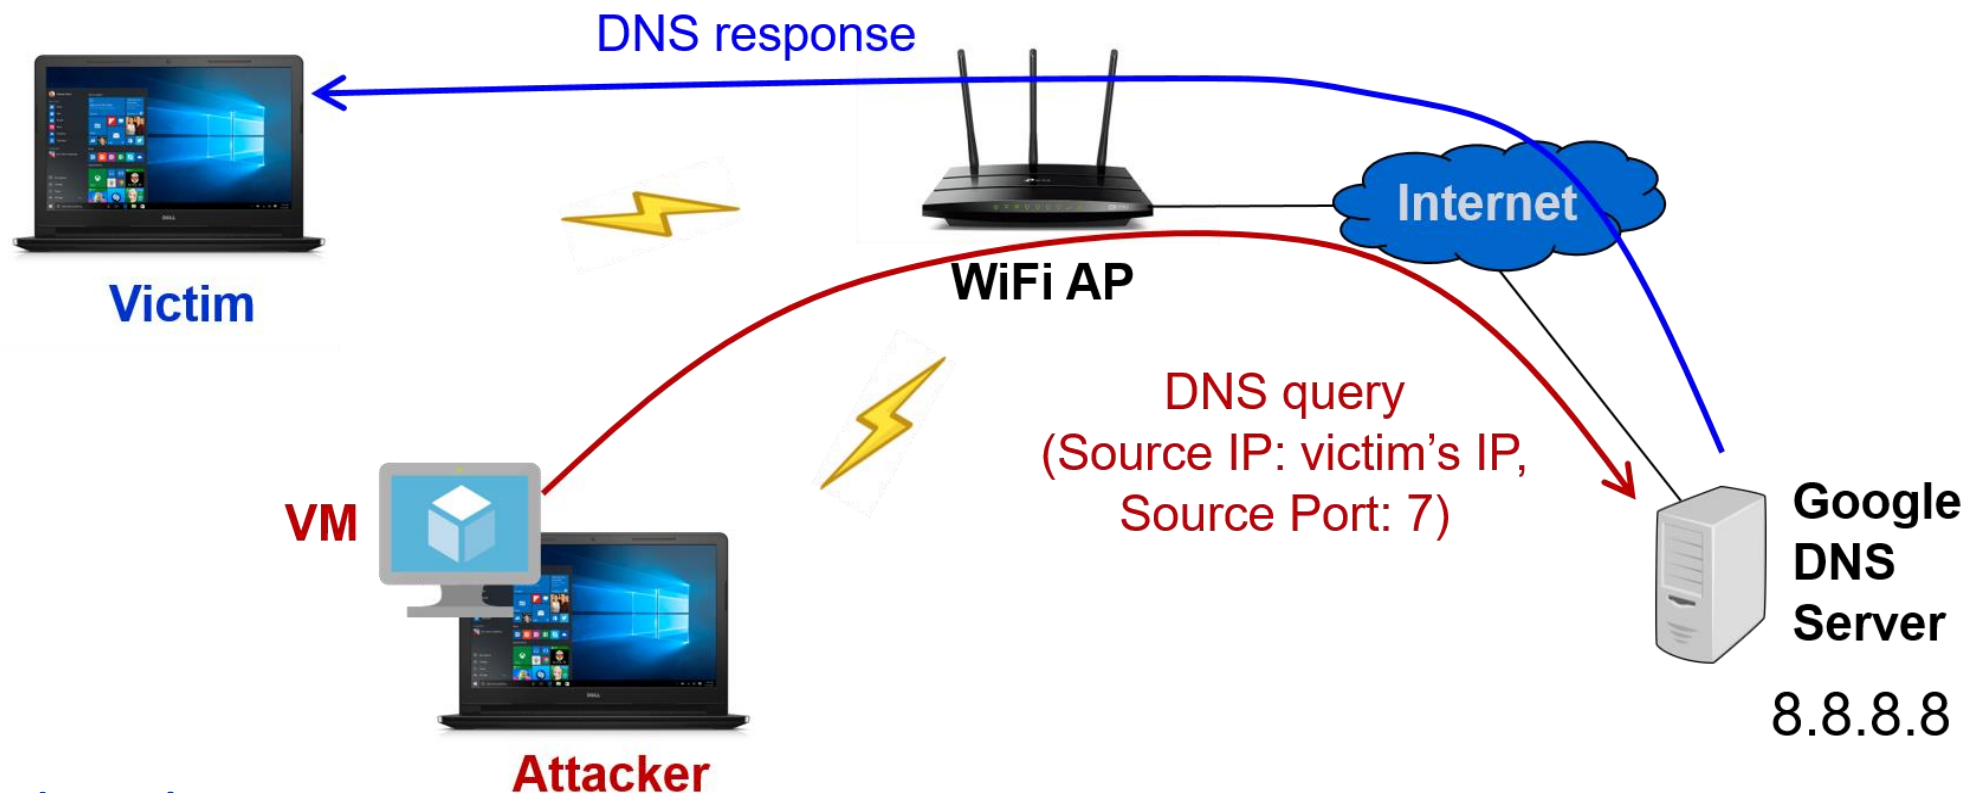 DNS response
Internet
WiFi AP
Victim
DNS query
(Source IP: victim's IP,
Source Port: 7)
VM
Google
DNS
Server
8.8.8.8
Attacker